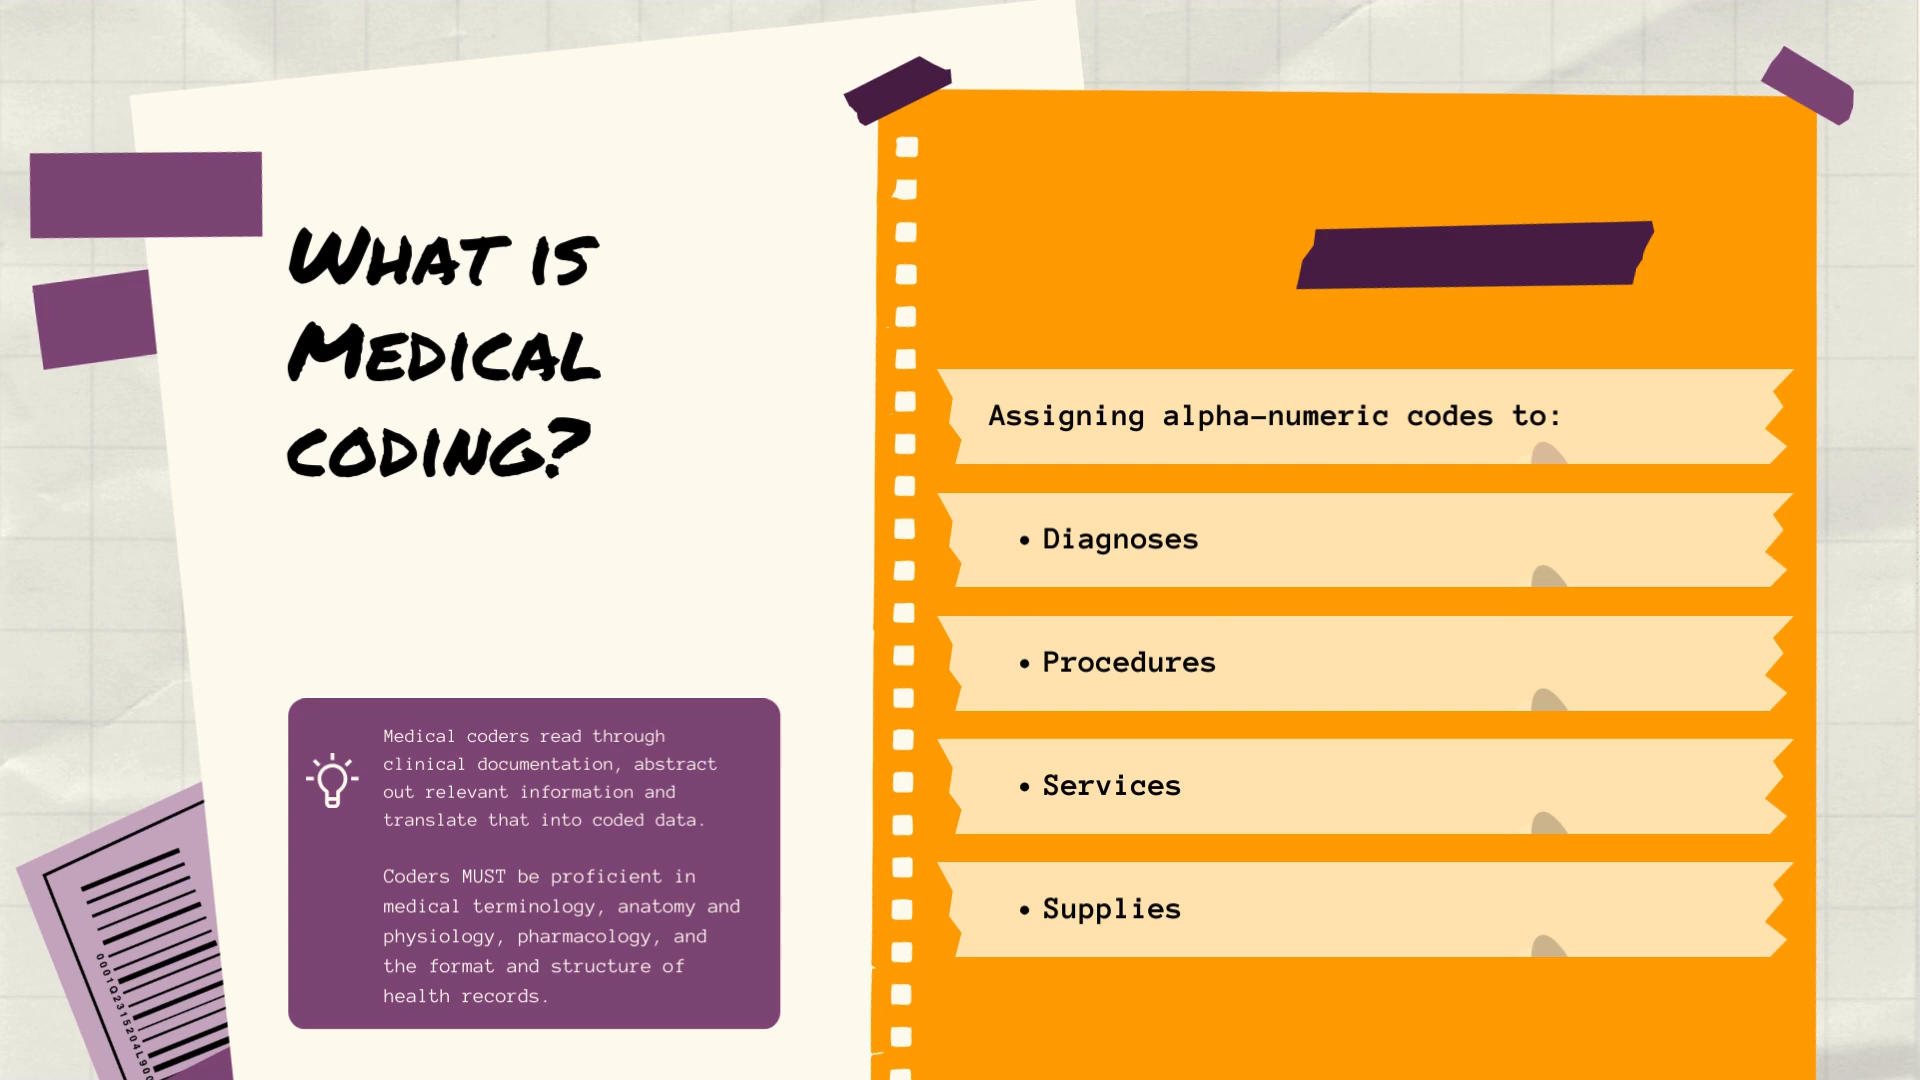 What is
Medical
coding?
Medical coders read through
clinical documentation, abstract
out relevant information and
translate that into coded data.
Coders MUST be proficient in
medical terminology, anatomy and
physiology, pharmacology, and
the format and structure of
health records.
Assigning alpha-numeric codes to:
• Diagnoses
• Procedures
• Services
• Supplies